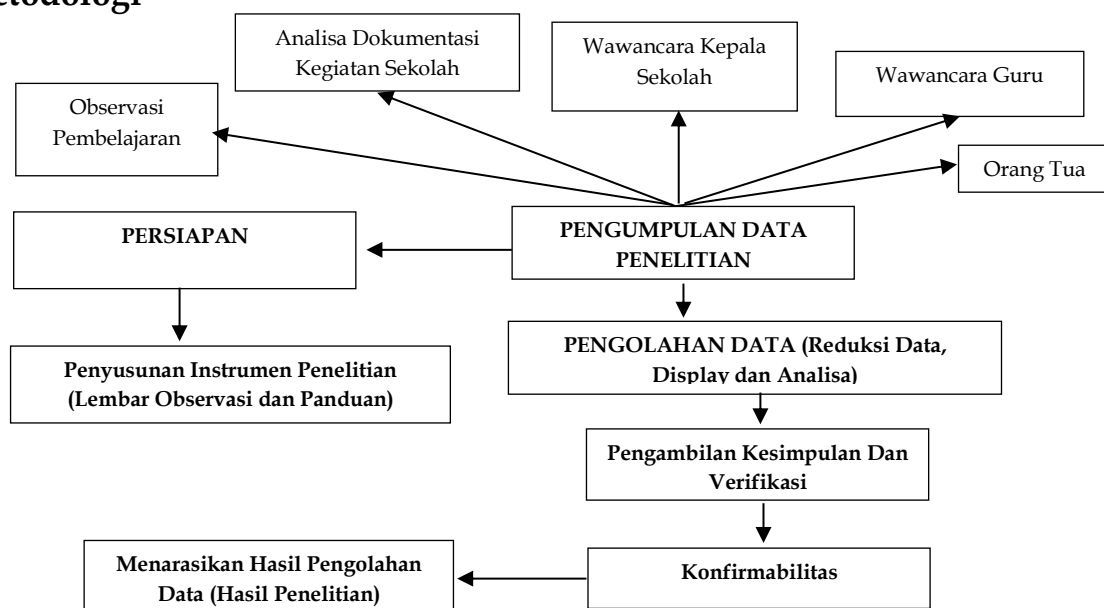 etodologi
Analisa Dokumentasi
Kegiatan Sekolah
Wawancara Kepala
Sekolah
Wawancara Guru
Observasi
Pembelajaran
Orang Tua
PERSIAPAN
PENGUMPULAN DATA
PENELITIAN
Penyusunan Instrumen Penelitian
(Lembar Observasi dan Panduan)
PENGOLAHAN DATA (Reduksi Data,
Display dan Analisa)
Pengambilan Kesimpulan Dan
Verifikasi
Menarasikan Hasil Pengolahan
Data (Hasil Penelitian)
Konfirmabilitas